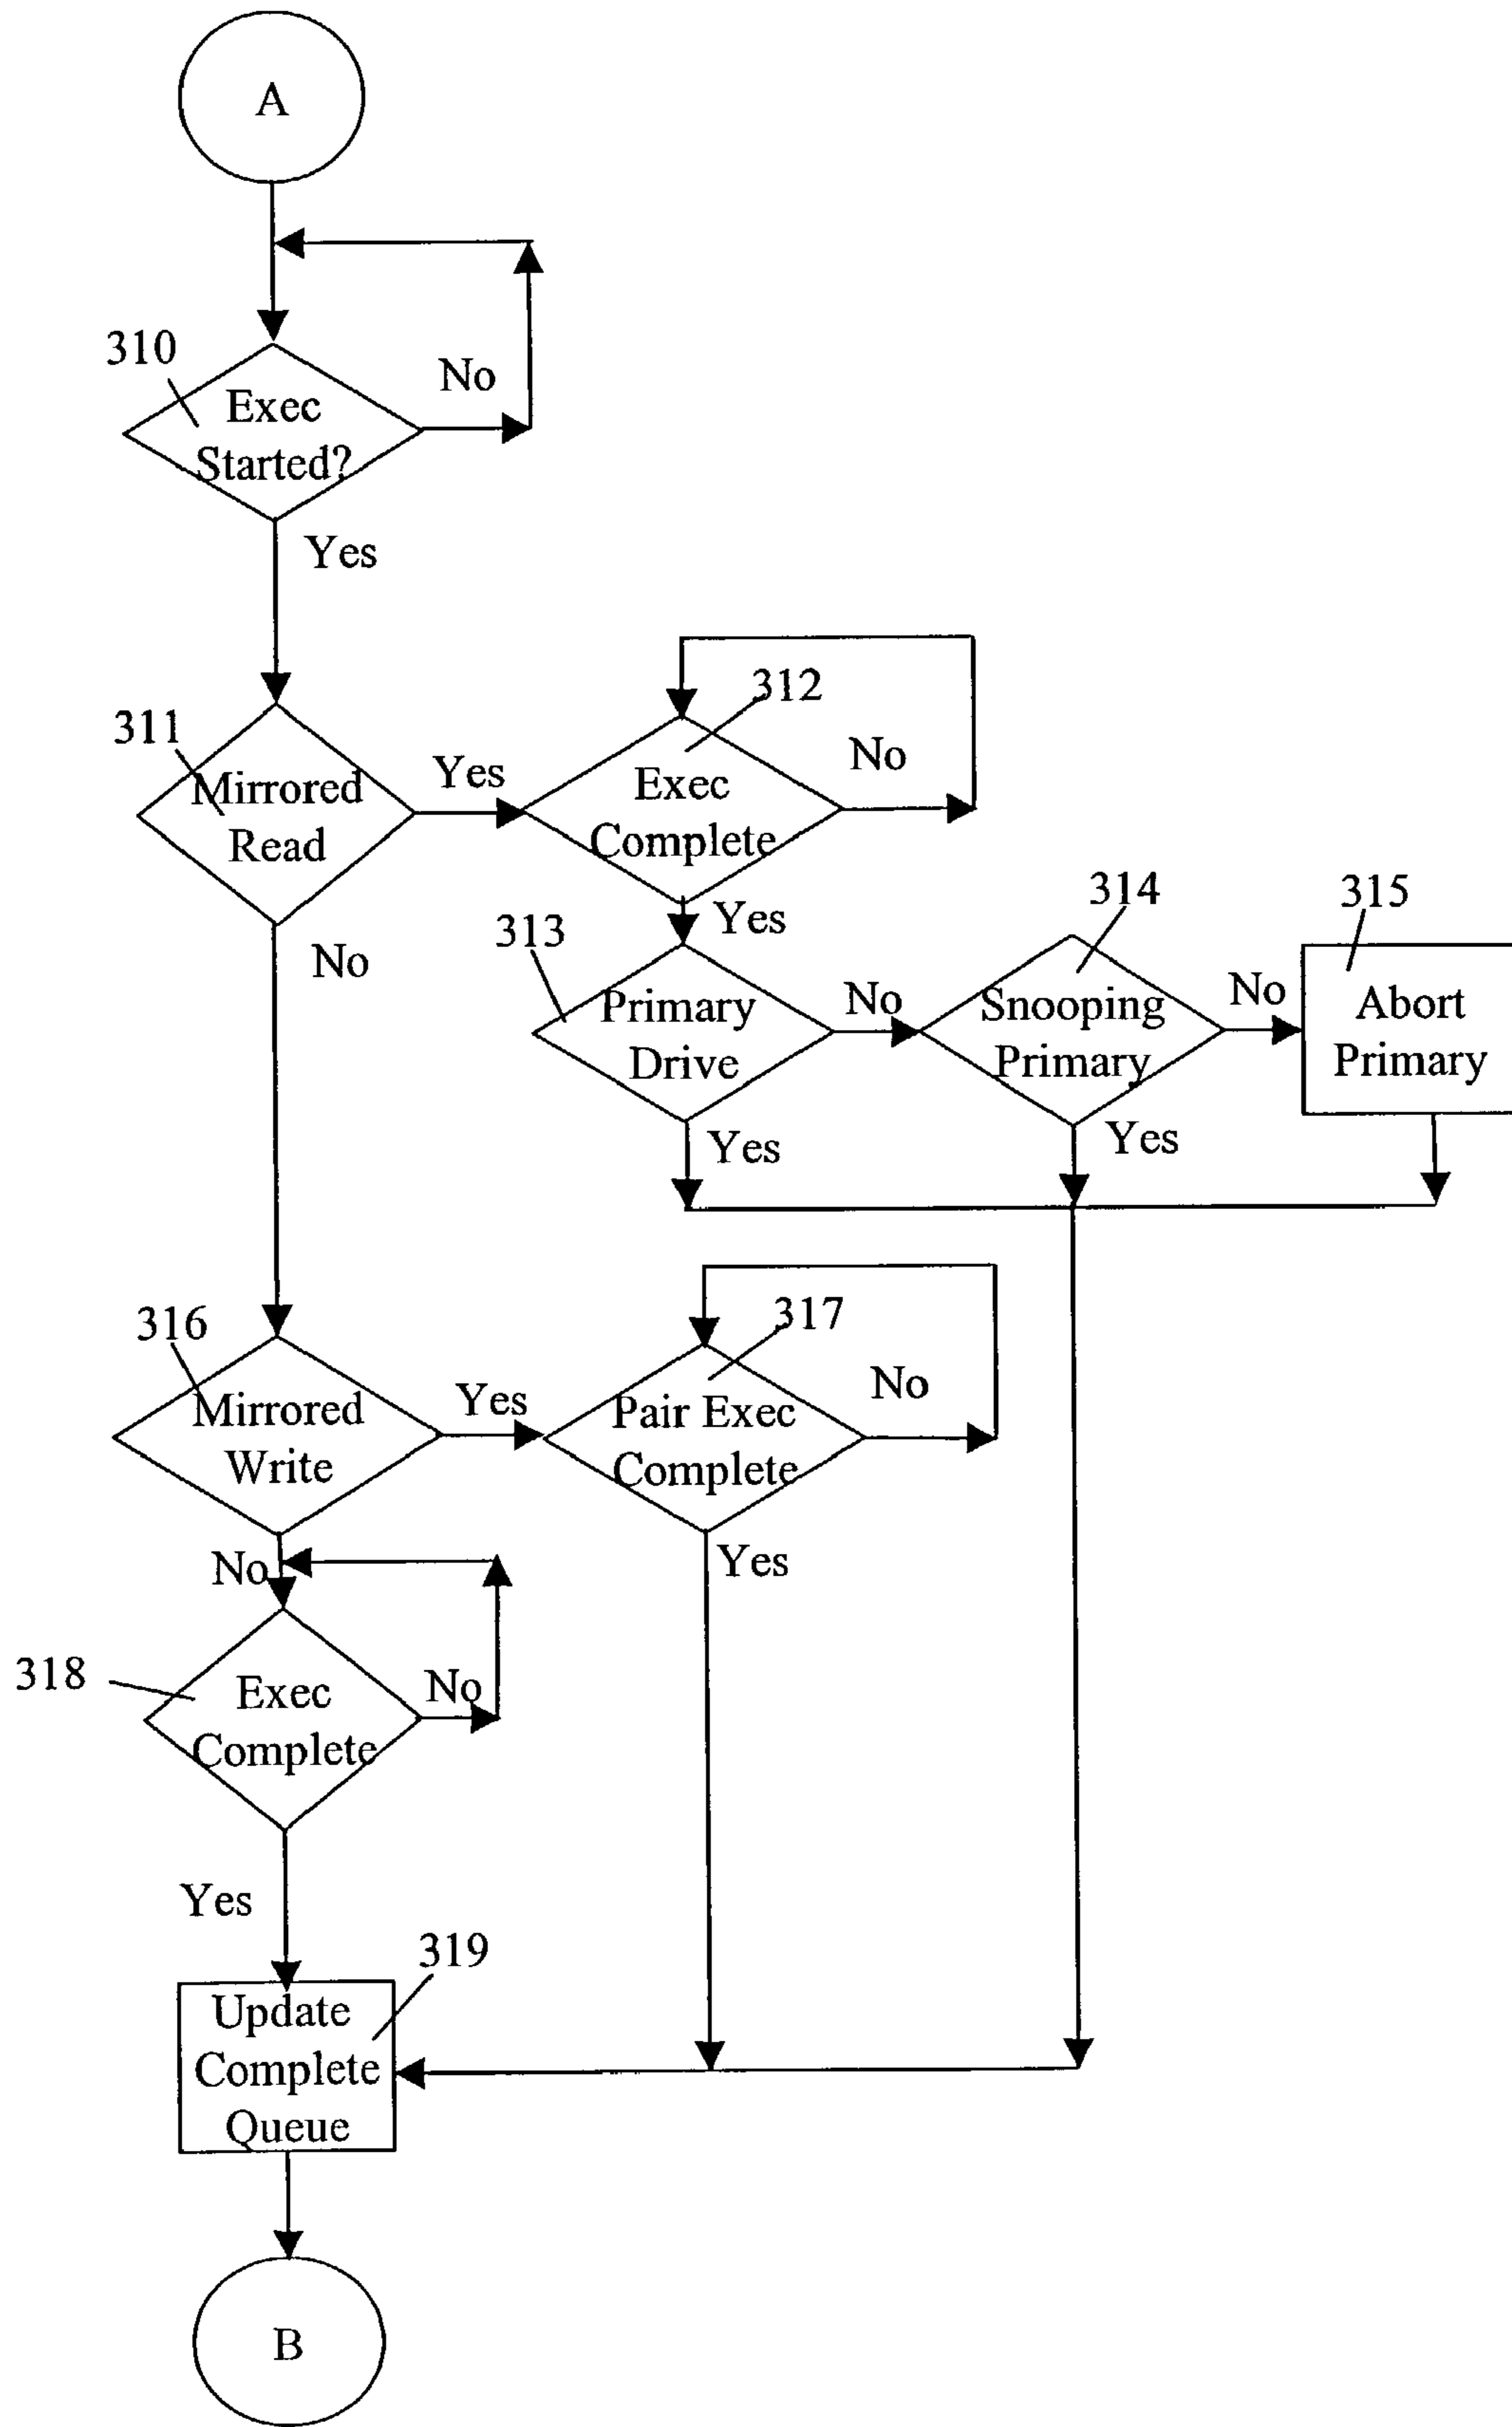 A
310
Exec
Started?
No
Yes
311
Mirrored
Read
Yes
312
Exec
Complete
No
No
Yes
313
Primary
Drive
No
314
Snooping
Primary
No
315
Abort
Primary
Yes
Yes
316
Mirrored
Write
Yes
317
Pair Exec
Complete
No
No
Yes
318
Exec
Complete
No
Yes
319
Update
Complete
Queue
B